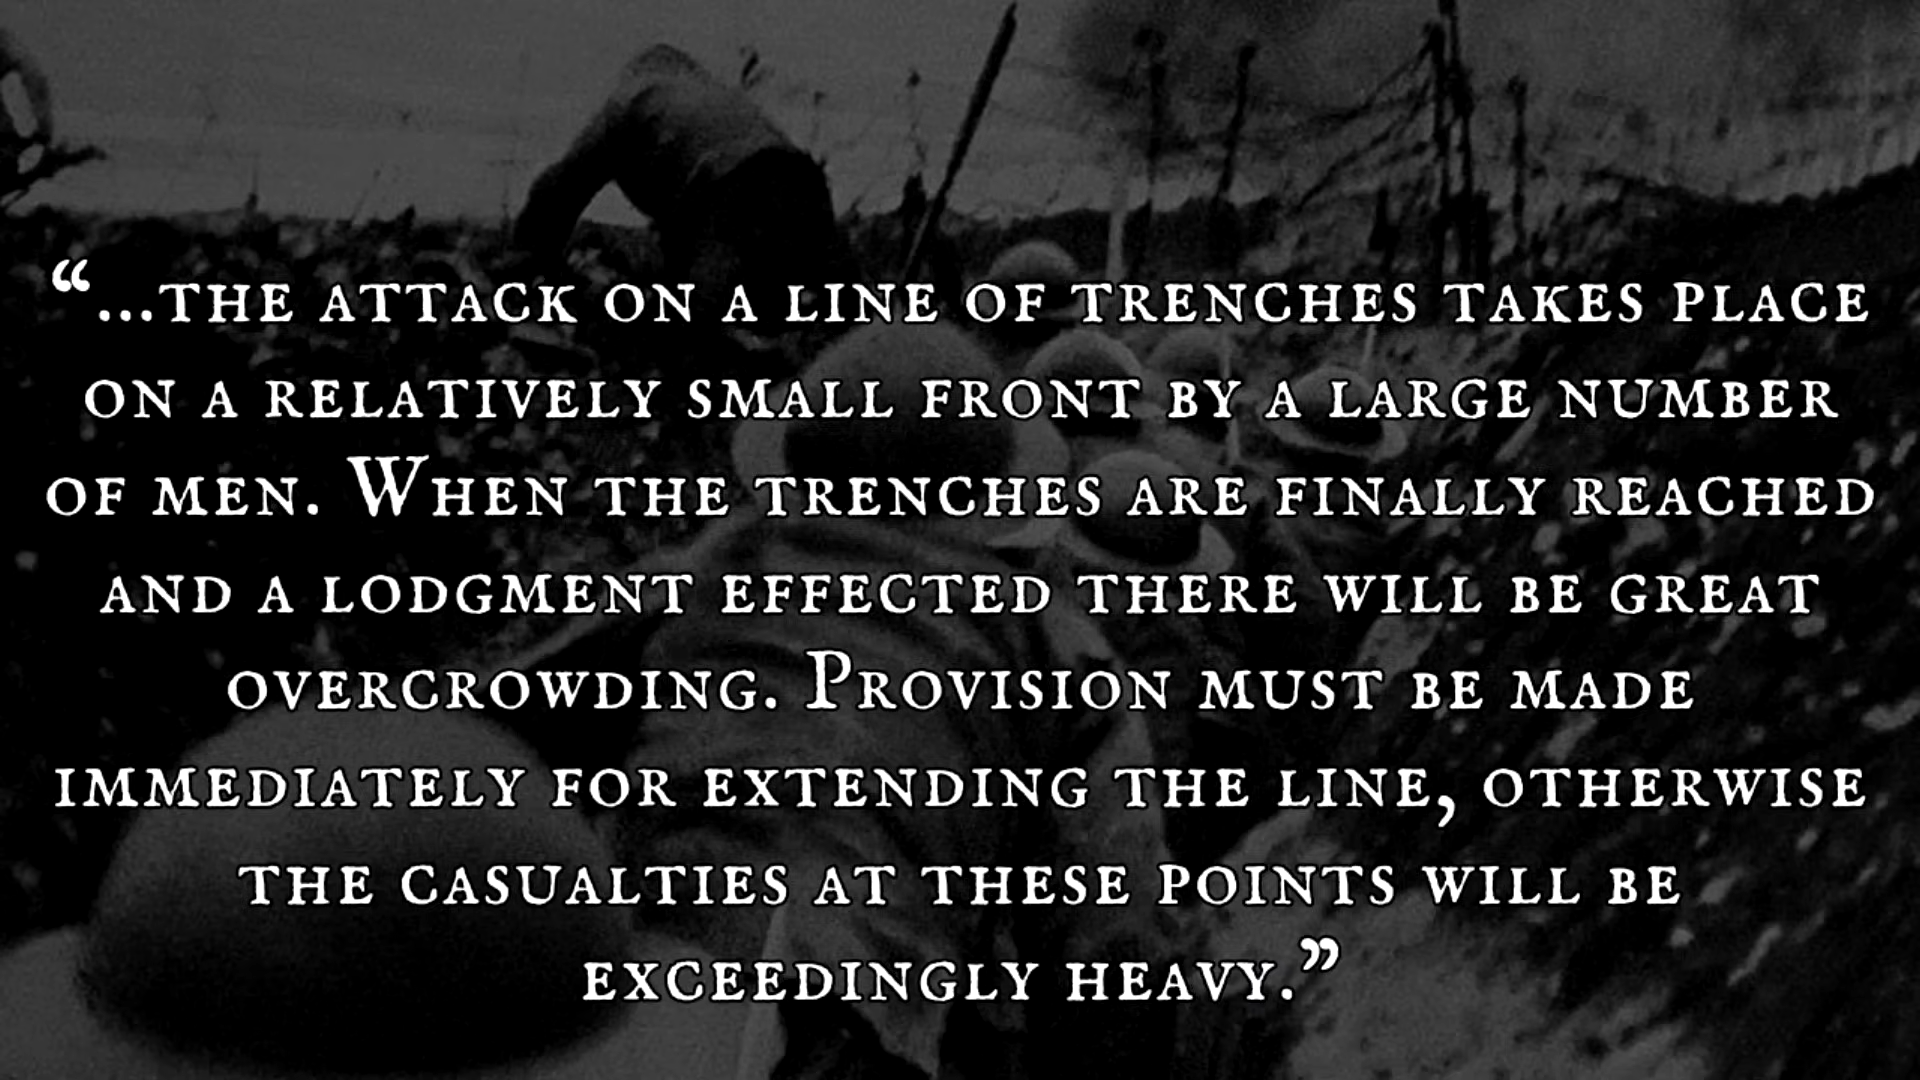 “...the attack on a line of trenches takes place
on a relatively small front by a large number
of men. When the trenches are finally reached
and a lodgment effected there will be great
overcrowding. Provision must be made
immediately for extending the line, otherwise
the casualties at these points will be
exceedingly heavy.”